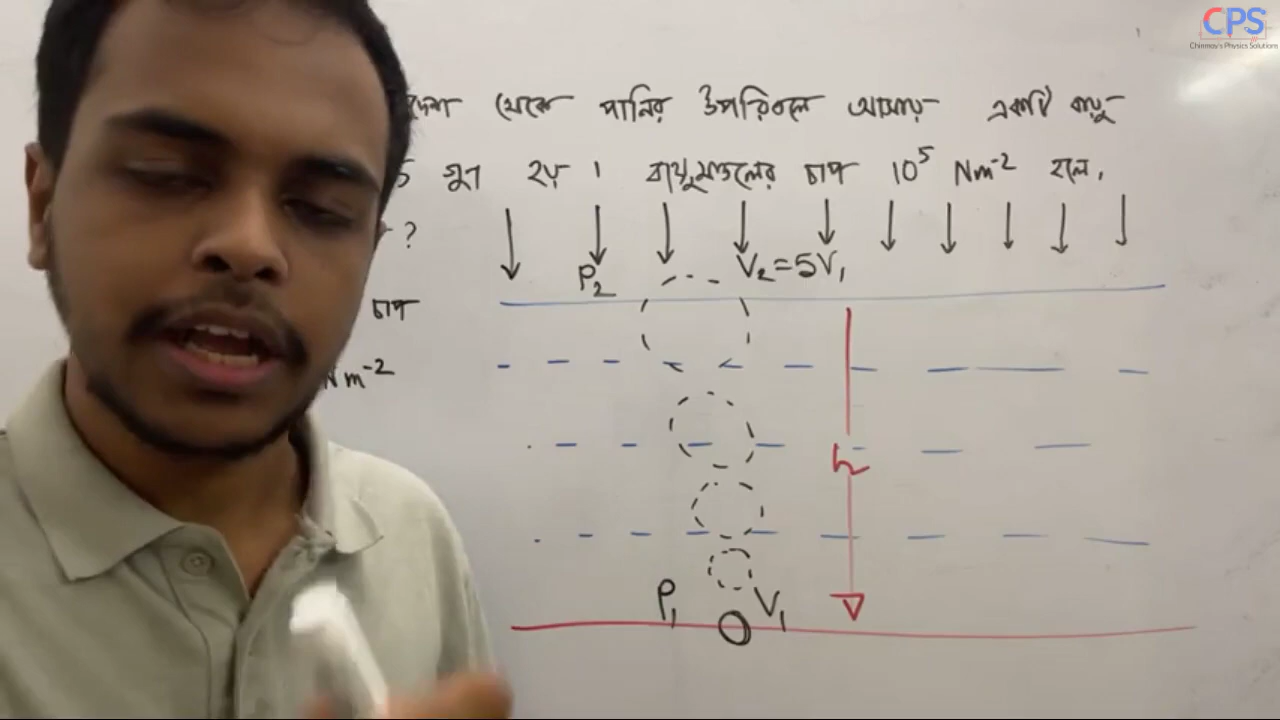 CPS
Chinmoy's Physics Solutions
থেকে পানির উপরিতলে আসায় একটি বায়ু
5 গুণ হয় । বায়ুমণ্ডলের চাপ 10⁵ Nm⁻² হলে,
?
P₂ V₂=5V₁
চাপ
Nm⁻²
h
P₁ V₁